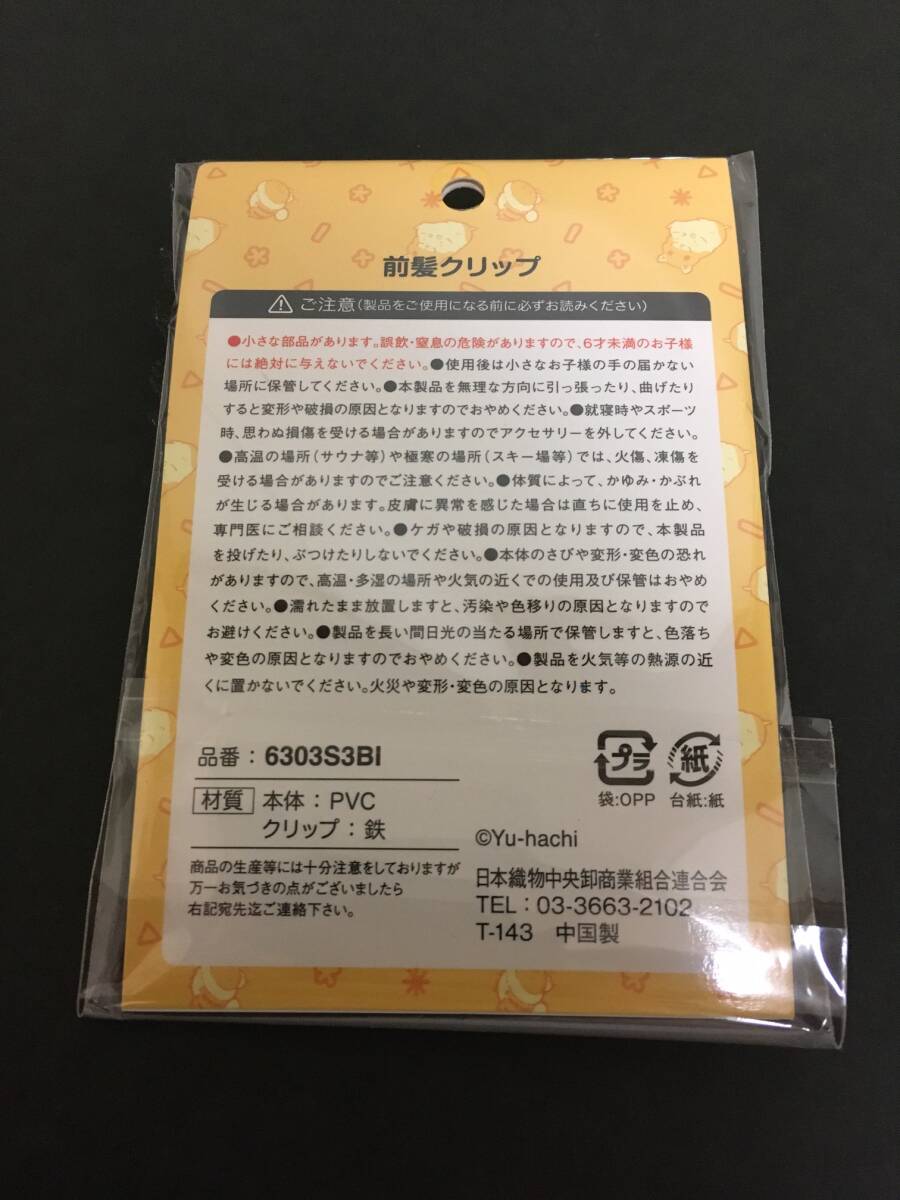 前髪クリップ
ご注意(製品をご使用になる前に必ずお読みください)
●小さな部品があります。誤飲・窒息の危険がありますので、6才未満のお子様
には絶対に与えないでください。●使用後は小さなお子様の手の届かない
場所に保管してください。●本製品を無理な方向に引っ張ったり、曲げたり
すると変形や破損の原因となりますのでおやめください。●就寝時やスポーツ
時、思わぬ損傷を受ける場合がありますのでアクセサリーを外してください。
●高温の場所(サウナ等)や極寒の場所(スキー場等)では、火傷、凍傷を
受ける場合がありますのでご注意ください。●体質によって、かゆみ・かぶれ
が生じる場合があります。皮膚に異常を感じた場合は直ちに使用を止め、
専門医にご相談ください。●ケガや破損の原因となりますので、本製品
を投げたり、ぶつけたりしないでください。●本体のさびや変形・変色の恐れ
がありますので、高温・多湿の場所や火気の近くでの使用及び保管はおやめ
ください。●濡れたまま放置しますと、汚染や色移りの原因となりますので
お避けください。●製品を長い間日光の当たる場所で保管しますと、色落ち
や変色の原因となりますのでおやめください。●製品を火気等の熱源の近
くに置かないでください。火災や変形・変色の原因となります。
品番:6303S3BI
プラ 紙
袋:OPP 台紙:紙
材質 本体:PVC
クリップ:鉄
商品の生産等には十分注意をしておりますが
万一お気づきの点がございましたら
右記宛先迄ご連絡下さい。
©Yu-hachi
日本織物中央卸商業組合連合会
TEL:03-3663-2102
T-143 中国製